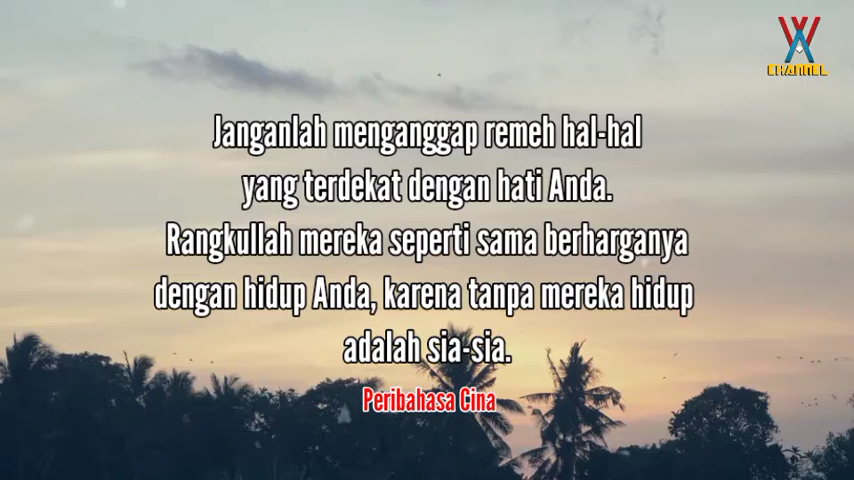 WA
CHANNEL
Janganlah menganggap remeh hal-hal
yang terdekat dengan hati Anda.
Rangkullah mereka seperti sama berharganya
dengan hidup Anda, karena tanpa mereka hidup
adalah sia-sia.
Peribahasa Cina